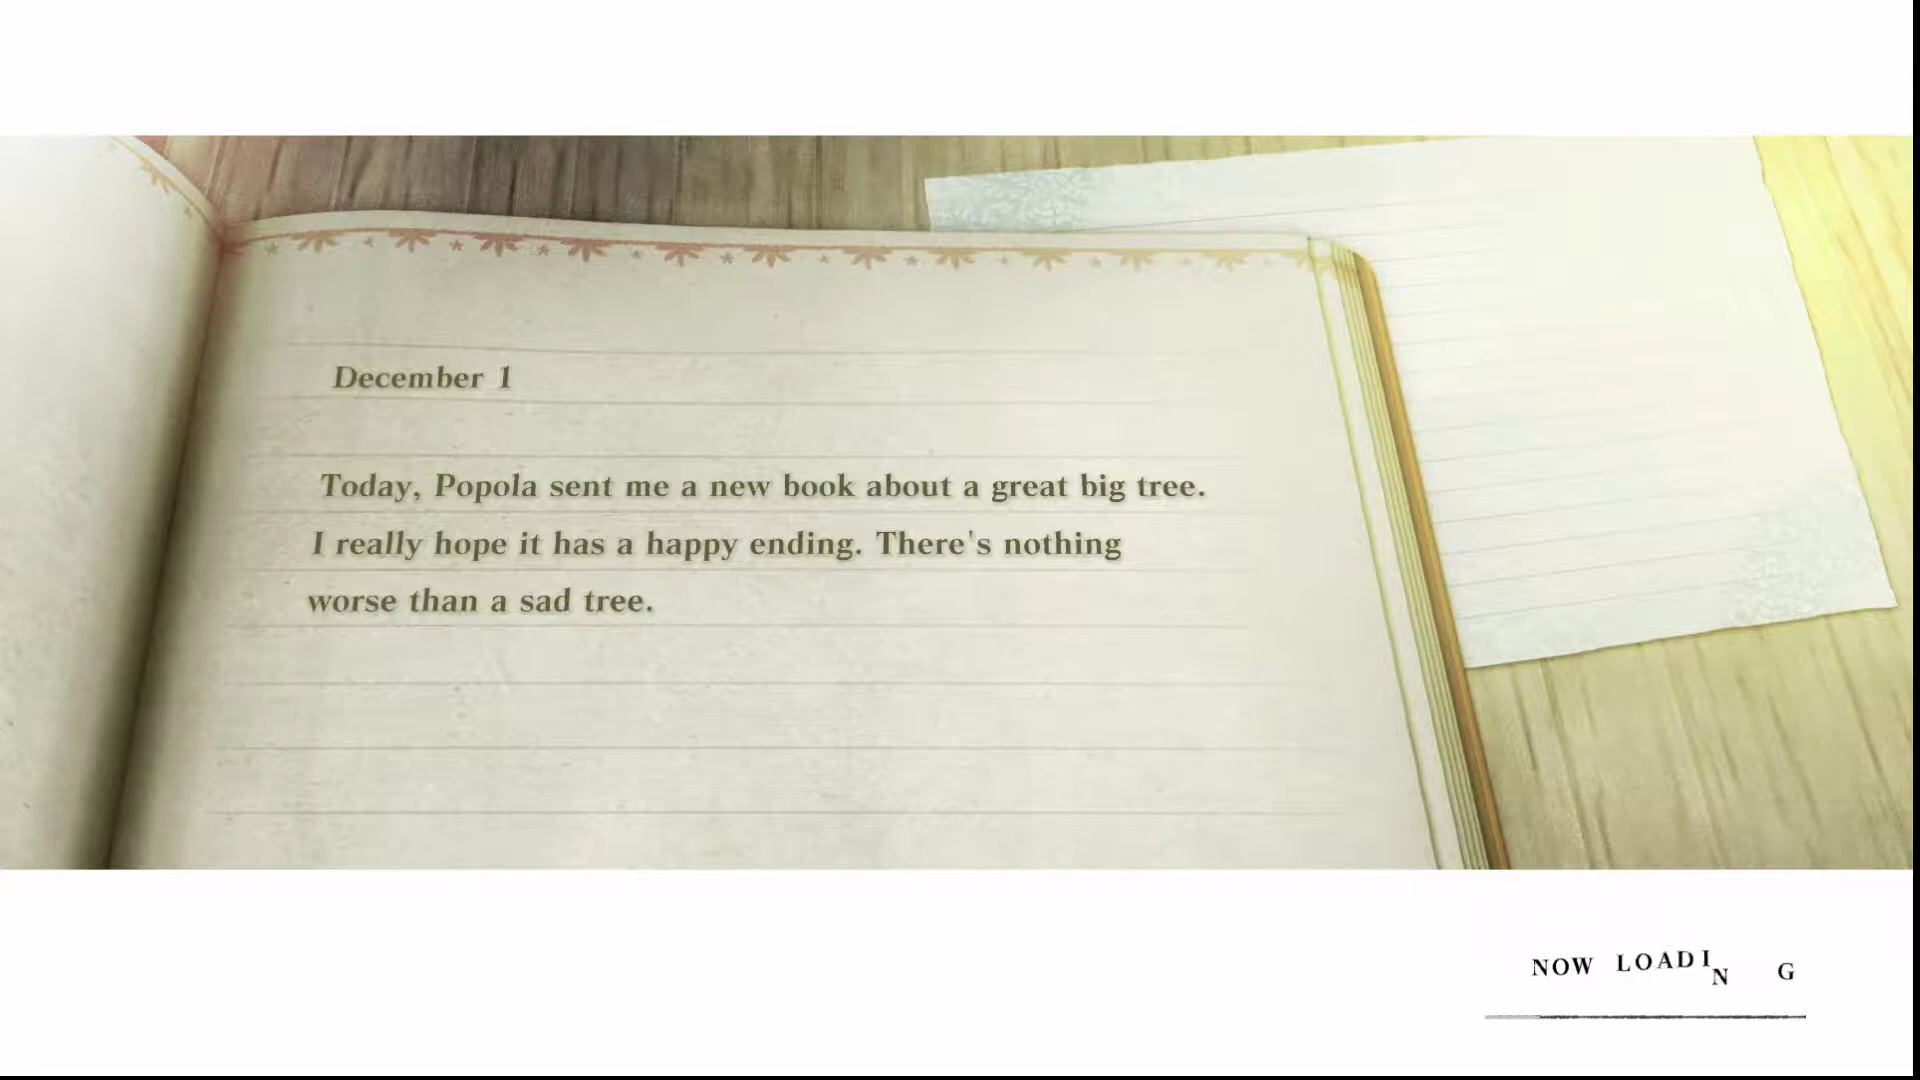 December 1
Today, Popola sent me a new book about a great big tree.
I really hope it has a happy ending. There's nothing
worse than a sad tree.
NOW LOADING